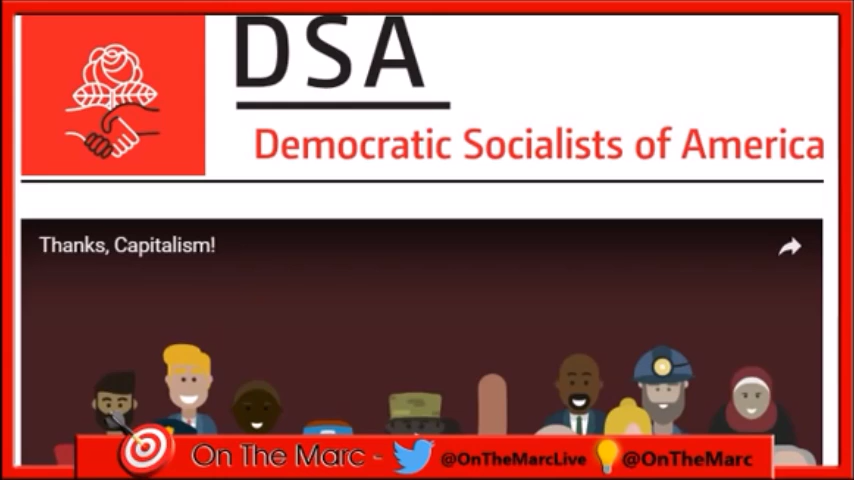 DSA
Democratic Socialists of America
Thanks, Capitalism!
On The Marc - @OnTheMarcLive @OnTheMarc